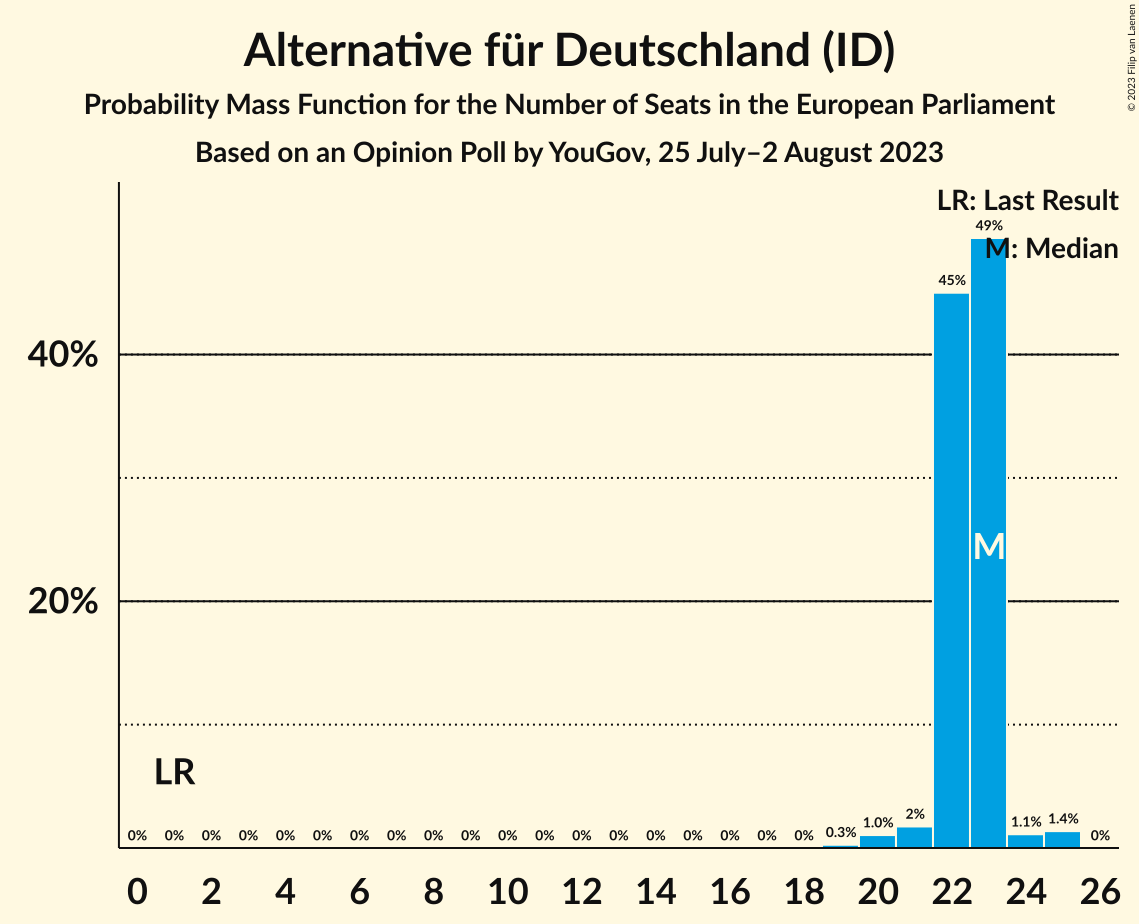 Alternative für Deutschland (ID)
Probability Mass Function for the Number of Seats in the European Parliament
Based on an Opinion Poll by YouGov, 25 July–2 August 2023
© 2023 Filip van Laenen
LR: Last Result
M: Median
49%
45%
40%
M
20%
LR
0% 0% 0% 0% 0% 0% 0% 0% 0% 0% 0% 0% 0% 0% 0% 0% 0% 0% 0% 0.3% 1.0% 2% 1.1% 1.4% 0%
0 2 4 6 8 10 12 14 16 18 20 22 24 26